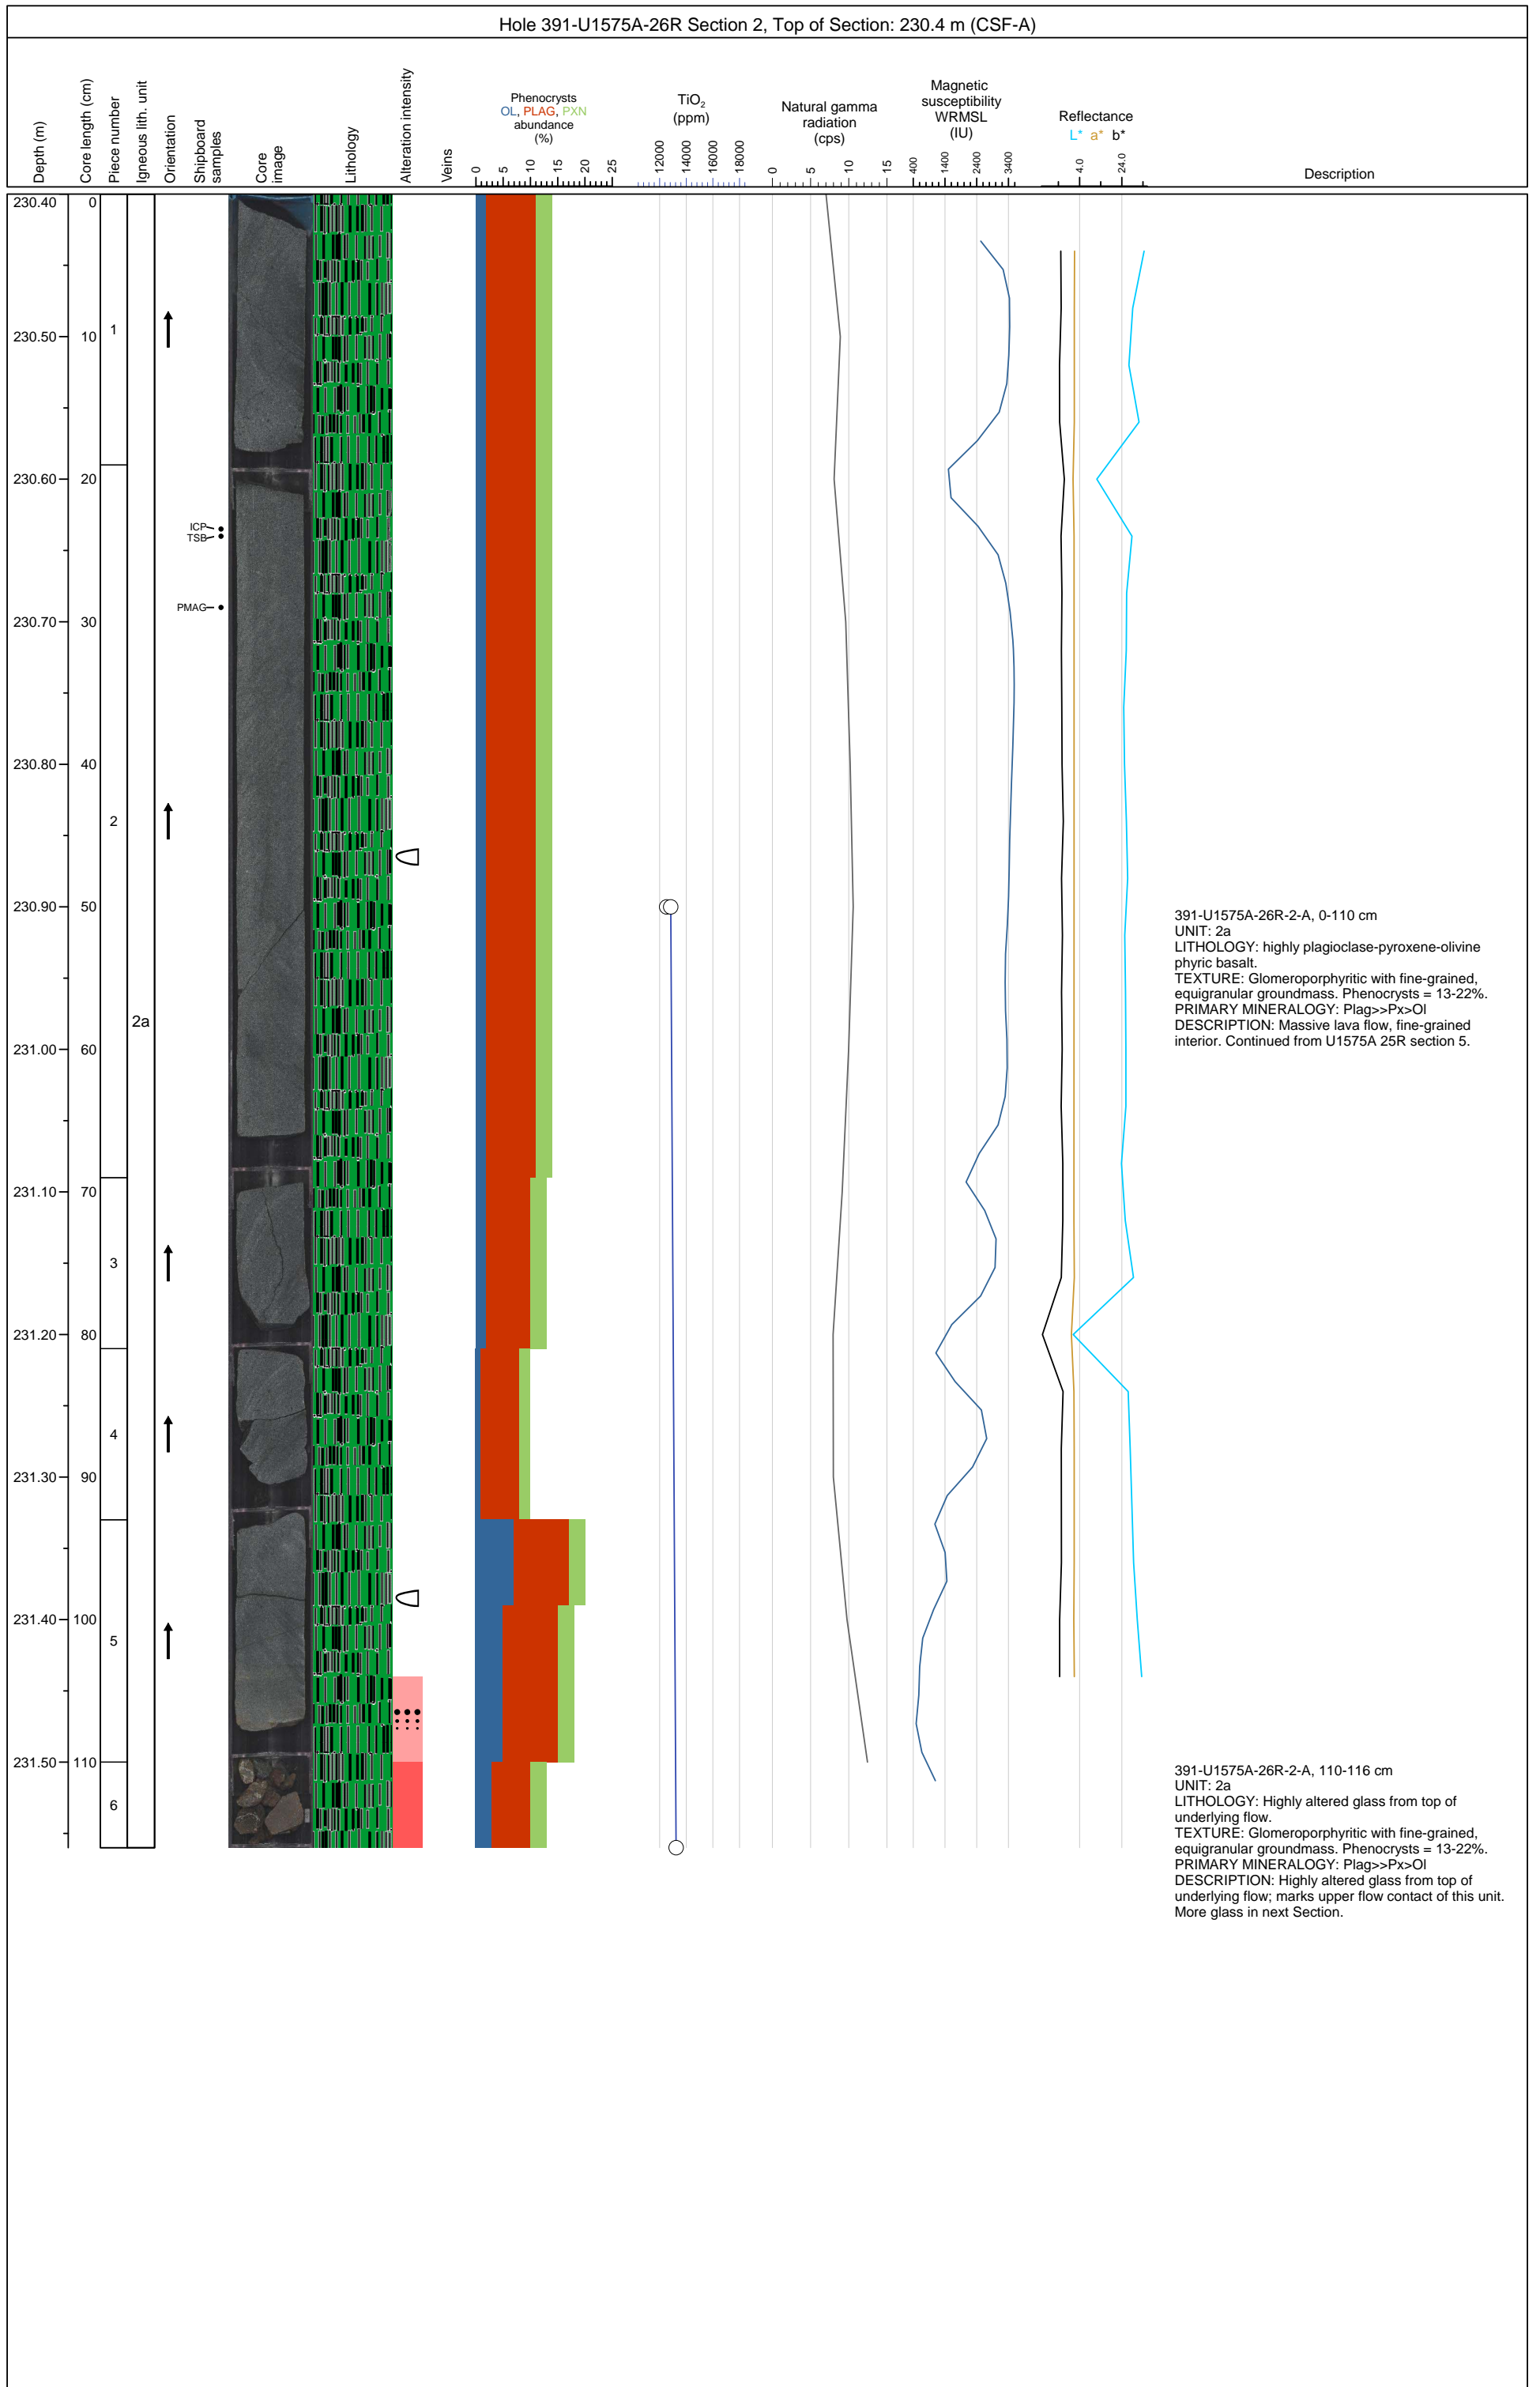 Hole 391-U1575A-26R Section 2, Top of Section: 230.4 m (CSF-A)
Depth (m)
Core length (cm)
Piece number
Igneous lith. unit
Orientation
Shipboard
samples
Core
image
Lithology
Alteration intensity
Veins
Phenocrysts
OL, PLAG, PXN
abundance
(%)
0 5 10 15 20 25
TiO₂
(ppm)
12000 14000 16000 18000
Natural gamma
radiation
(cps)
0 5 10 15
Magnetic
susceptibility
WRMSL
(IU)
400 1400 2400 3400
Reflectance
L* a* b*
4.0 24.0
Description
230.40 0
230.50 10 1
230.60 20
ICP
TSB
PMAG
230.70 30
230.80 40
2
230.90 50
391-U1575A-26R-2-A, 0-110 cm
UNIT: 2a
LITHOLOGY: highly plagioclase-pyroxene-olivine
phyric basalt.
TEXTURE: Glomeroporphyritic with fine-grained,
equigranular groundmass. Phenocrysts = 13-22%.
PRIMARY MINERALOGY: Plag>>Px>Ol
DESCRIPTION: Massive lava flow, fine-grained
interior. Continued from U1575A 25R section 5.
2a
231.00 60
231.10 70
3
231.20 80
4
231.30 90
231.40 100
5
231.50 110
6
391-U1575A-26R-2-A, 110-116 cm
UNIT: 2a
LITHOLOGY: Highly altered glass from top of
underlying flow.
TEXTURE: Glomeroporphyritic with fine-grained,
equigranular groundmass. Phenocrysts = 13-22%.
PRIMARY MINERALOGY: Plag>>Px>Ol
DESCRIPTION: Highly altered glass from top of
underlying flow; marks upper flow contact of this unit.
More glass in next Section.